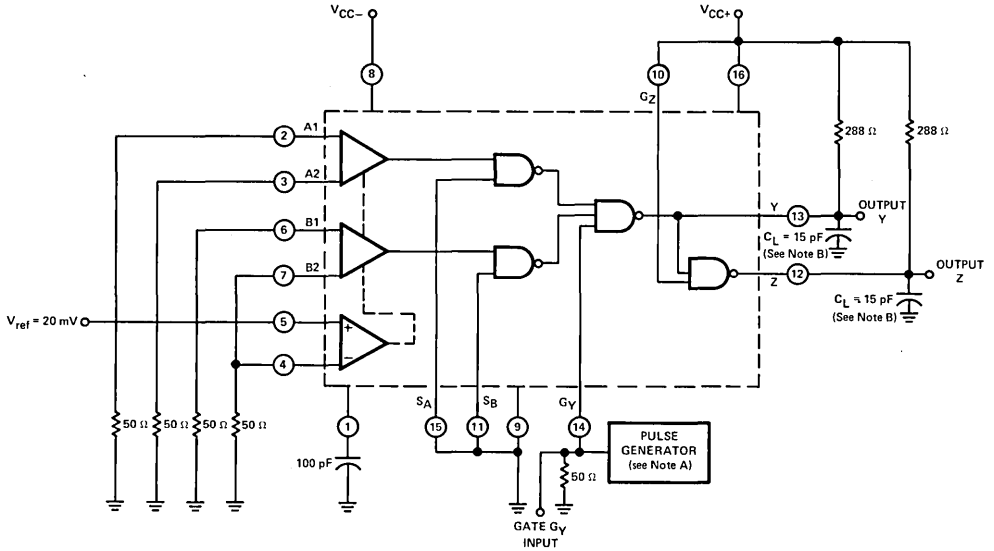 VCC−
VCC+
8
10
16
GZ
2
A1
288 Ω
288 Ω
3
A2
6
B1
Y
13
OUTPUT
Y
CL = 15 pF
(See Note B)
7
B2
Z
12
OUTPUT
Z
CL = 15 pF
(See Note B)
Vref = 20 mV
5
+
4
−
SA
SB
GY
50 Ω
50 Ω
50 Ω
50 Ω
1
15
11
9
14
PULSE
GENERATOR
(see Note A)
100 pF
50 Ω
GATE GY
INPUT